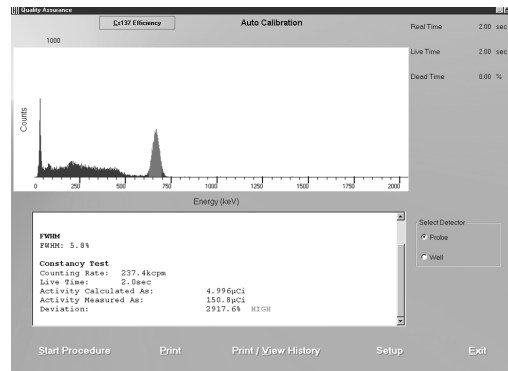 Quality Assurance
Cs137 Efficiency
Auto Calibration
Real Time 2.00 sec
1000
Live Time 2.00 sec
Dead Time 0.00 %
Counts
0 250 500 750 1000 1250 1500 1750 2000
Energy (keV)
FWHM
FWHM: 5.8%
Constancy Test
Counting Rate: 237.4kcpm
Live Time: 2.0sec
Activity Calculated As: 4.996µCi
Activity Measured As: 150.8µCi
Deviation: 2917.6% HIGH
Select Detector
Probe
Well
Start Procedure Print Print / View History Setup Exit